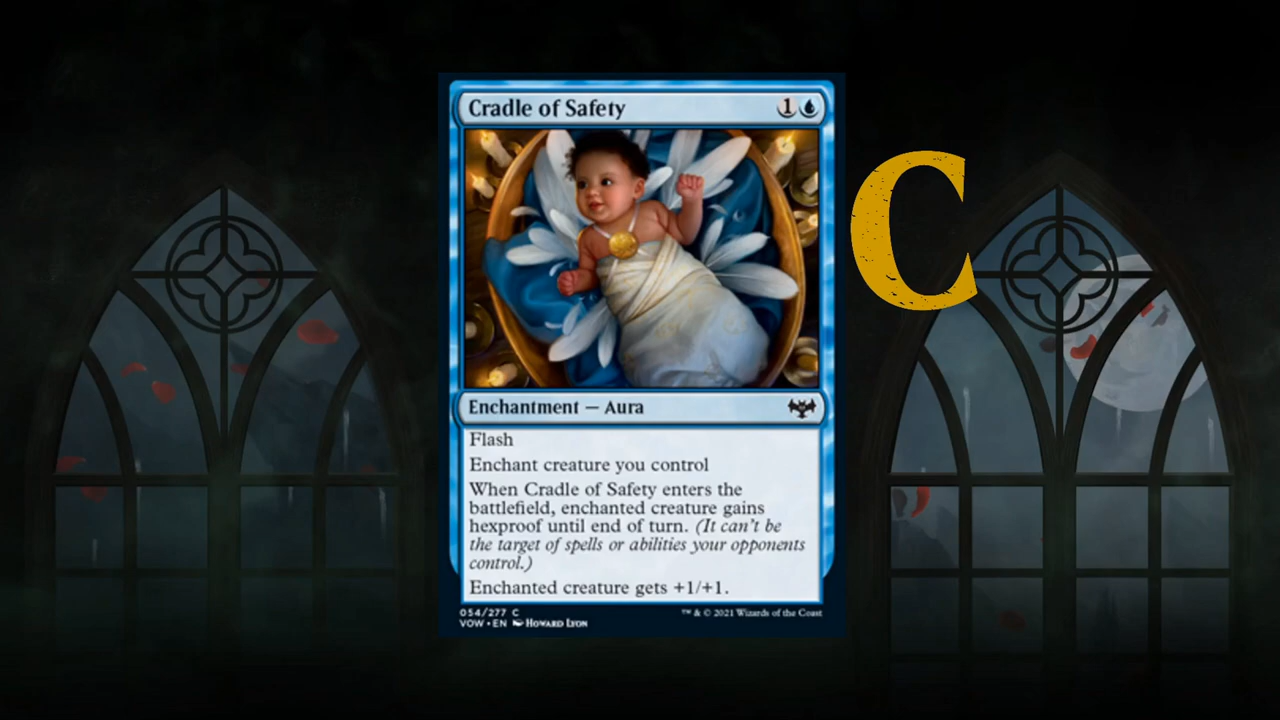 Cradle of Safety 1
C
Enchantment — Aura
Flash
Enchant creature you control
When Cradle of Safety enters the
battlefield, enchanted creature gains
hexproof until end of turn. (It can't be
the target of spells or abilities your opponents
control.)
Enchanted creature gets +1/+1.
054/277 C
VOW • EN Howard Lyon
™ & © 2021 Wizards of the Coast